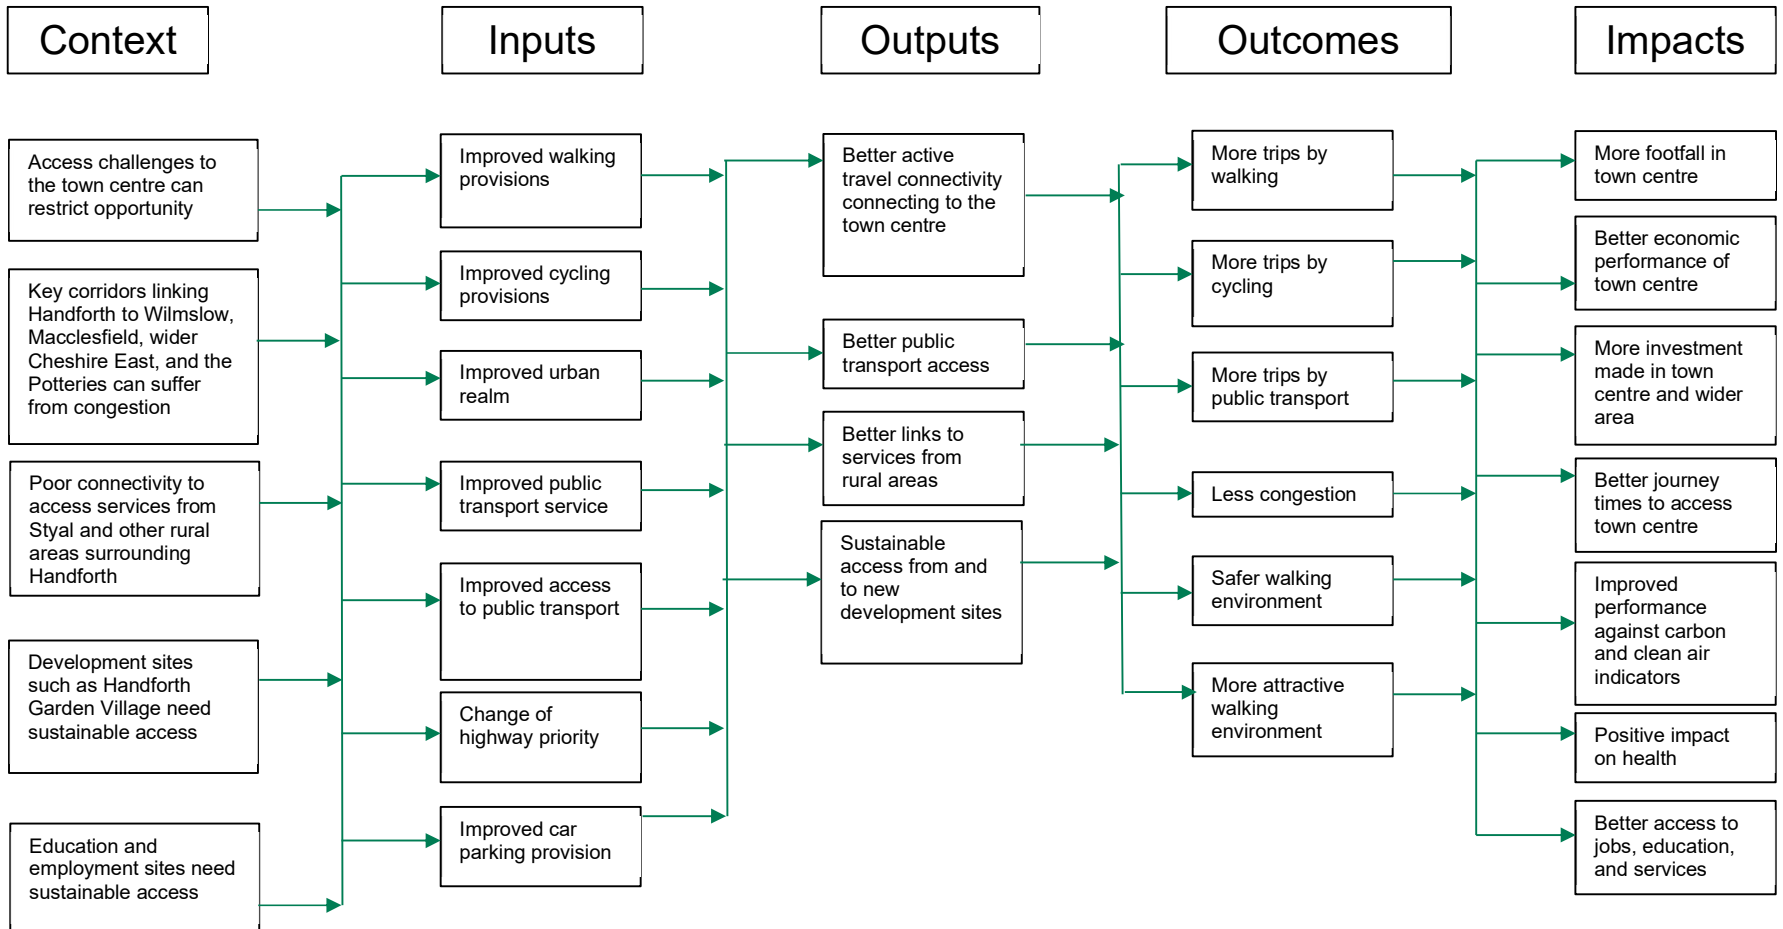 Context
Inputs
Outputs
Outcomes
Impacts
Access challenges to
the town centre can
restrict opportunity
Key corridors linking
Handforth to Wilmslow,
Macclesfield, wider
Cheshire East, and the
Potteries can suffer
from congestion
Poor connectivity to
access services from
Styal and other rural
areas surrounding
Handforth
Development sites
such as Handforth
Garden Village need
sustainable access
Education and
employment sites need
sustainable access
Improved walking
provisions
Improved cycling
provisions
Improved urban
realm
Improved public
transport service
Improved access
to public transport
Change of
highway priority
Improved car
parking provision
Better active
travel connectivity
connecting to the
town centre
Better public
transport access
Better links to
services from
rural areas
Sustainable
access from and
to new
development sites
More trips by
walking
More trips by
cycling
More trips by
public transport
Less congestion
Safer walking
environment
More attractive
walking
environment
More footfall in
town centre
Better economic
performance of
town centre
More investment
made in town
centre and wider
area
Better journey
times to access
town centre
Improved
performance
against carbon
and clean air
indicators
Positive impact
on health
Better access to
jobs, education,
and services